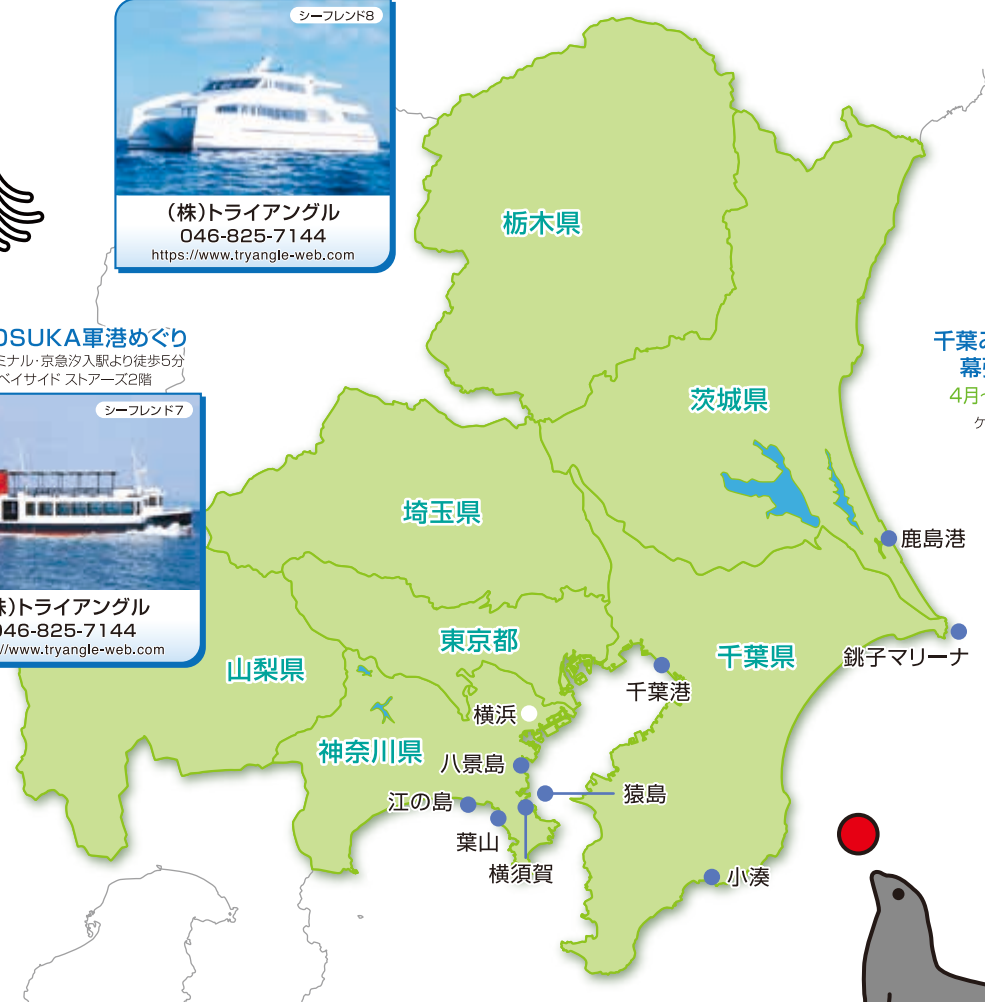 シーフレンド8
(株)トライアングル
046-825-7144
https://www.tryangle-web.com
OSUKA軍港めぐり
ミナル・京急汐入駅より徒歩5分
ベイサイド ストアーズ2階
シーフレンド7
株)トライアングル
046-825-7144
//www.tryangle-web.com
栃木県
茨城県
埼玉県
東京都
山梨県
千葉県
神奈川県
鹿島港
銚子マリーナ
千葉港
横浜
八景島
猿島
江の島
葉山
横須賀
小湊
千葉み
幕張
4月
ケ